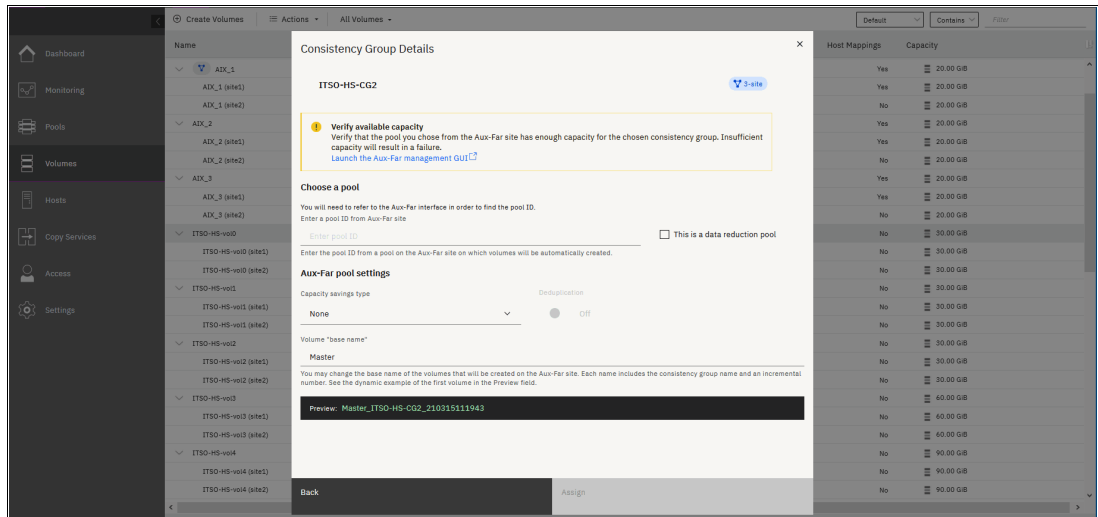 Create Volumes
Actions
All Volumes
Default
Contains
Filter
Name
Host Mappings
Capacity
Dashboard
Monitoring
Pools
Volumes
Hosts
Copy Services
Access
Settings
AIX_1
Yes
20.00 GiB
AIX_1 (site1)
Yes
20.00 GiB
AIX_1 (site2)
No
20.00 GiB
AIX_2
Yes
20.00 GiB
AIX_2 (site1)
Yes
20.00 GiB
AIX_2 (site2)
No
20.00 GiB
AIX_3
Yes
20.00 GiB
AIX_3 (site1)
Yes
20.00 GiB
AIX_3 (site2)
No
20.00 GiB
ITSO-HS-vol0
No
30.00 GiB
ITSO-HS-vol0 (site1)
No
30.00 GiB
ITSO-HS-vol0 (site2)
No
30.00 GiB
ITSO-HS-vol1
No
30.00 GiB
ITSO-HS-vol1 (site1)
No
30.00 GiB
ITSO-HS-vol1 (site2)
No
30.00 GiB
ITSO-HS-vol2
No
30.00 GiB
ITSO-HS-vol2 (site1)
No
30.00 GiB
ITSO-HS-vol2 (site2)
No
30.00 GiB
ITSO-HS-vol3
No
60.00 GiB
ITSO-HS-vol3 (site1)
No
60.00 GiB
ITSO-HS-vol3 (site2)
No
60.00 GiB
ITSO-HS-vol4
No
90.00 GiB
ITSO-HS-vol4 (site1)
No
90.00 GiB
ITSO-HS-vol4 (site2)
No
90.00 GiB
Consistency Group Details
ITSO-HS-CG2
3-site
Verify available capacity
Verify that the pool you chose from the Aux-Far site has enough capacity for the chosen consistency group. Insufficient
capacity will result in a failure.
Launch the Aux-Far management GUI
Choose a pool
You will need to refer to the Aux-Far interface in order to find the pool ID.
Enter a pool ID from Aux-Far site
Enter pool ID
This is a data reduction pool
Enter the pool ID from a pool on the Aux-Far site on which volumes will be automatically created.
Aux-Far pool settings
Capacity savings type
Deduplication
None
Off
Volume "base name"
Master
You may change the base name of the volumes that will be created on the Aux-Far site. Each name includes the consistency group name and an incremental
number. See the dynamic example of the first volume in the Preview field.
Preview: Master_ITSO-HS-CG2_210315111943
Back
Assign